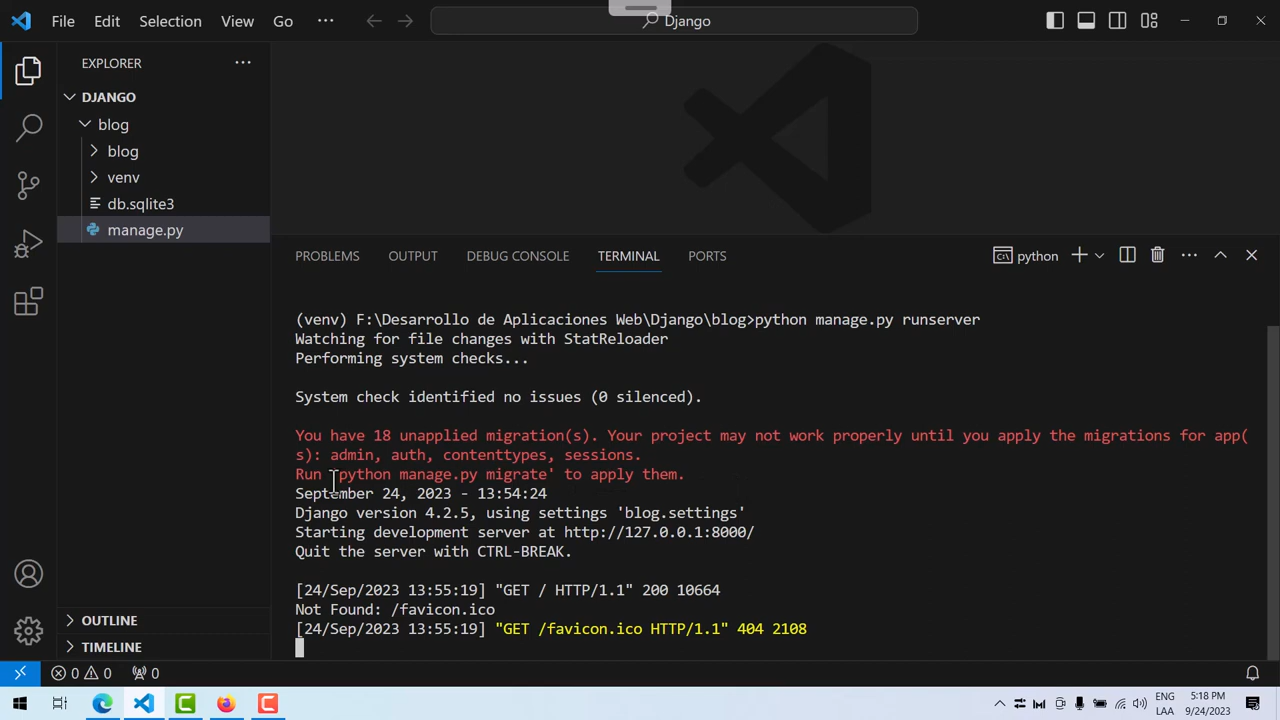 File Edit Selection View Go ··· Django
EXPLORER ···
DJANGO
blog
blog
venv
db.sqlite3
manage.py
PROBLEMS OUTPUT DEBUG CONSOLE TERMINAL PORTS python
(venv) F:\Desarrollo de Aplicaciones Web\Django\blog>python manage.py runserver
Watching for file changes with StatReloader
Performing system checks...
System check identified no issues (0 silenced).
You have 18 unapplied migration(s). Your project may not work properly until you apply the migrations for app(
s): admin, auth, contenttypes, sessions.
Run 'python manage.py migrate' to apply them.
September 24, 2023 - 13:54:24
Django version 4.2.5, using settings 'blog.settings'
Starting development server at http://127.0.0.1:8000/
Quit the server with CTRL-BREAK.
[24/Sep/2023 13:55:19] "GET / HTTP/1.1" 200 10664
Not Found: /favicon.ico
[24/Sep/2023 13:55:19] "GET /favicon.ico HTTP/1.1" 404 2108
OUTLINE
TIMELINE
0 0 0
ENG 5:18 PM
LAA 9/24/2023